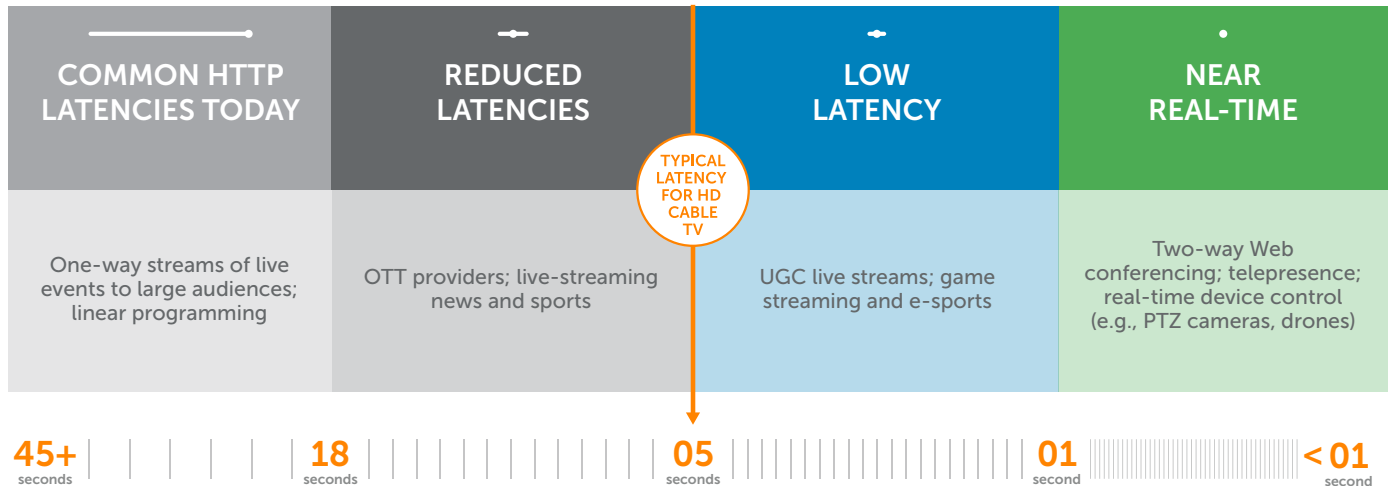 COMMON HTTP
LATENCIES TODAY
REDUCED
LATENCIES
LOW
LATENCY
NEAR
REAL-TIME
TYPICAL
LATENCY
FOR HD
CABLE
TV
One-way streams of live
events to large audiences;
linear programming
OTT providers; live-streaming
news and sports
UGC live streams; game
streaming and e-sports
Two-way Web
conferencing; telepresence;
real-time device control
(e.g., PTZ cameras, drones)
45+
seconds
18
seconds
05
seconds
01
second
< 01
second